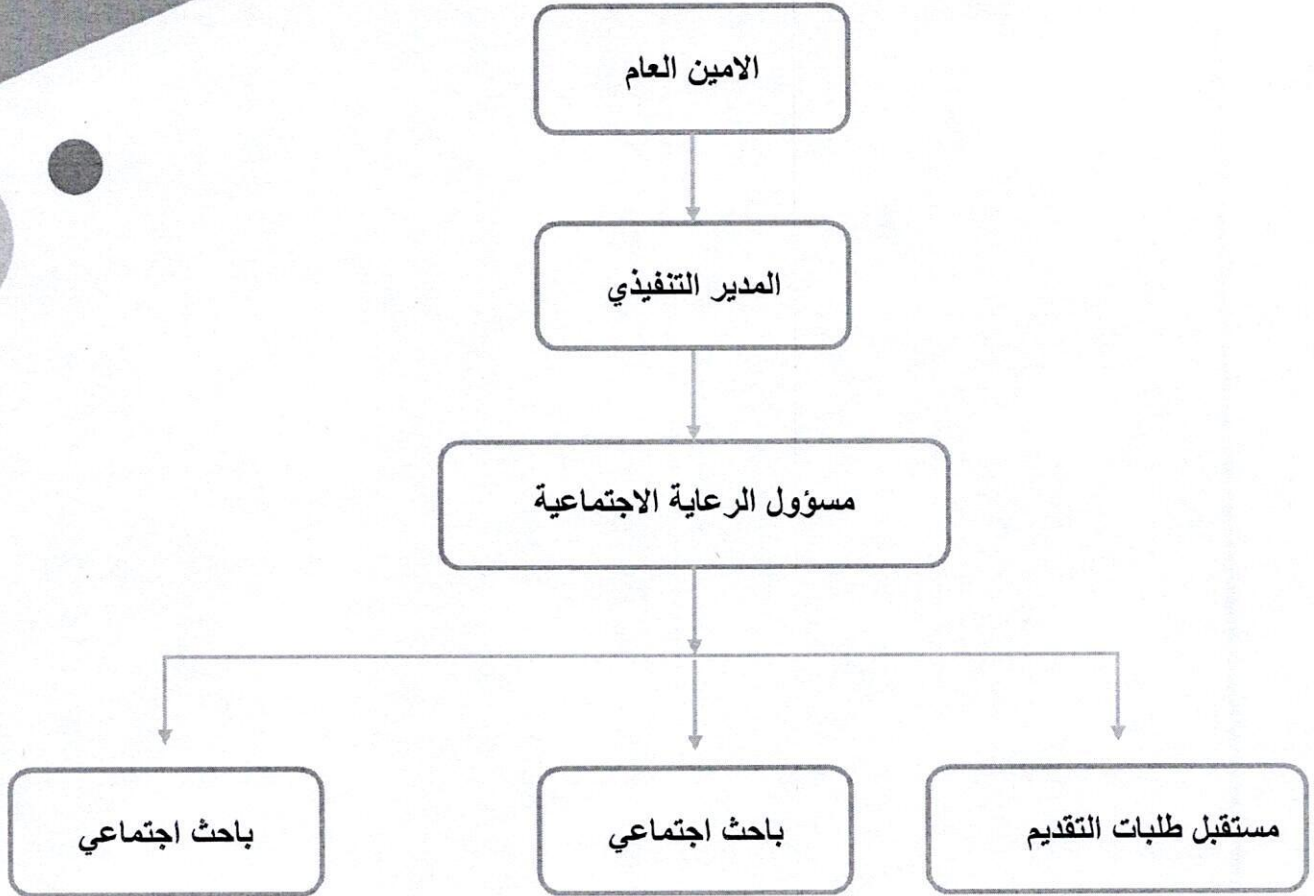 الامين العام
المدير التنفيذي
مسؤول الرعاية الاجتماعية
مستقبل طلبات التقديم
باحث اجتماعي
باحث اجتماعي